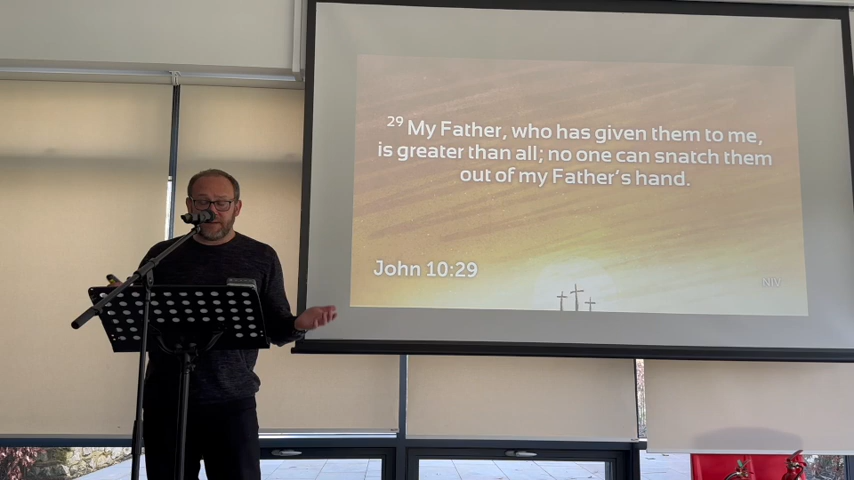 29 My Father, who has given them to me,
is greater than all; no one can snatch them
out of my Father's hand.
John 10:29
NIV